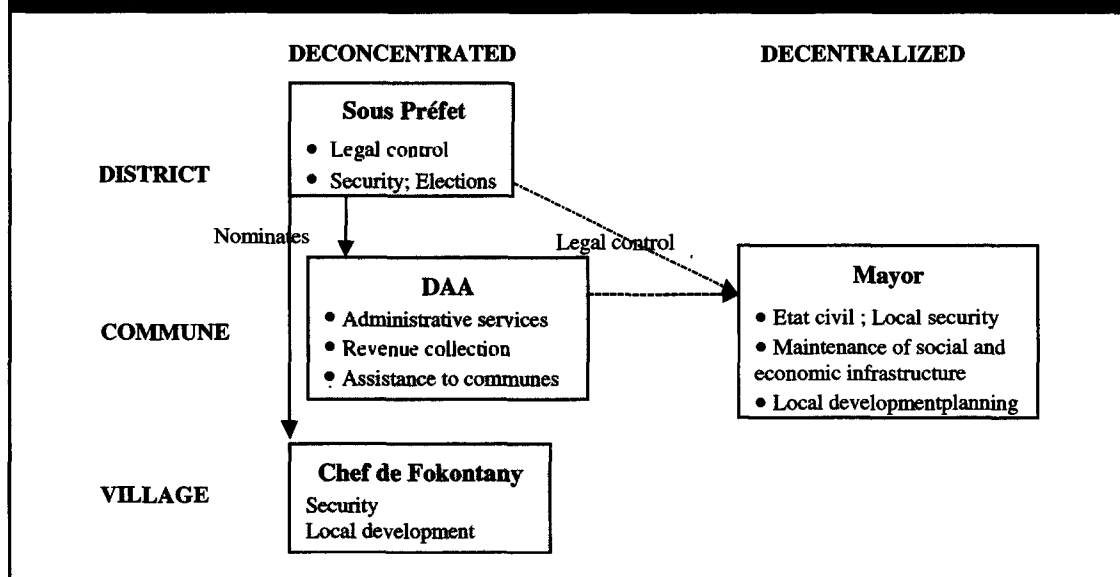 DECONCENTRATED DECENTRALIZED
Sous Préfet
• Legal control
DISTRICT
• Security; Elections
Nominates
Legal control
DAA
Mayor
• Administrative services
• Etat civil ; Local security
COMMUNE
• Revenue collection
• Maintenance of social and
• Assistance to communes
economic infrastructure
• Local developmentplanning
Chef de Fokontany
VILLAGE
Security
Local development